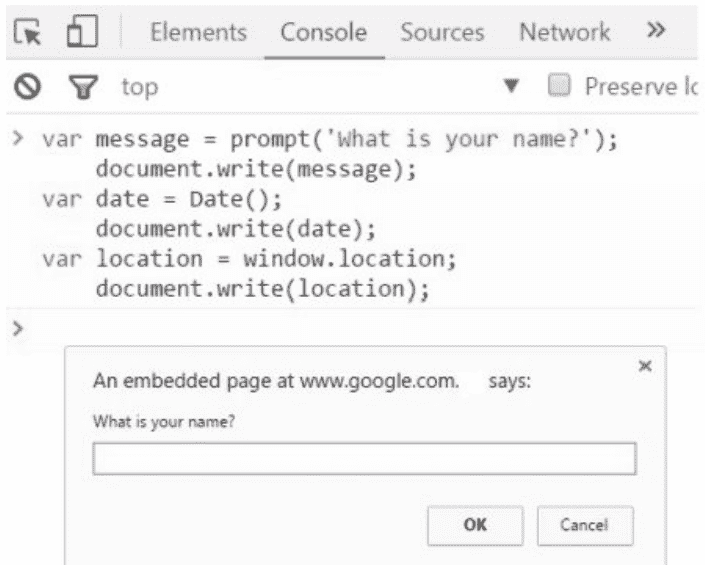 Elements Console Sources Network »
top ▼ Preserve lo
> var message = prompt('What is your name?');
document.write(message);
var date = Date();
document.write(date);
var location = window.location;
document.write(location);
>
An embedded page at www.google.com. says: ×
What is your name?
OK Cancel